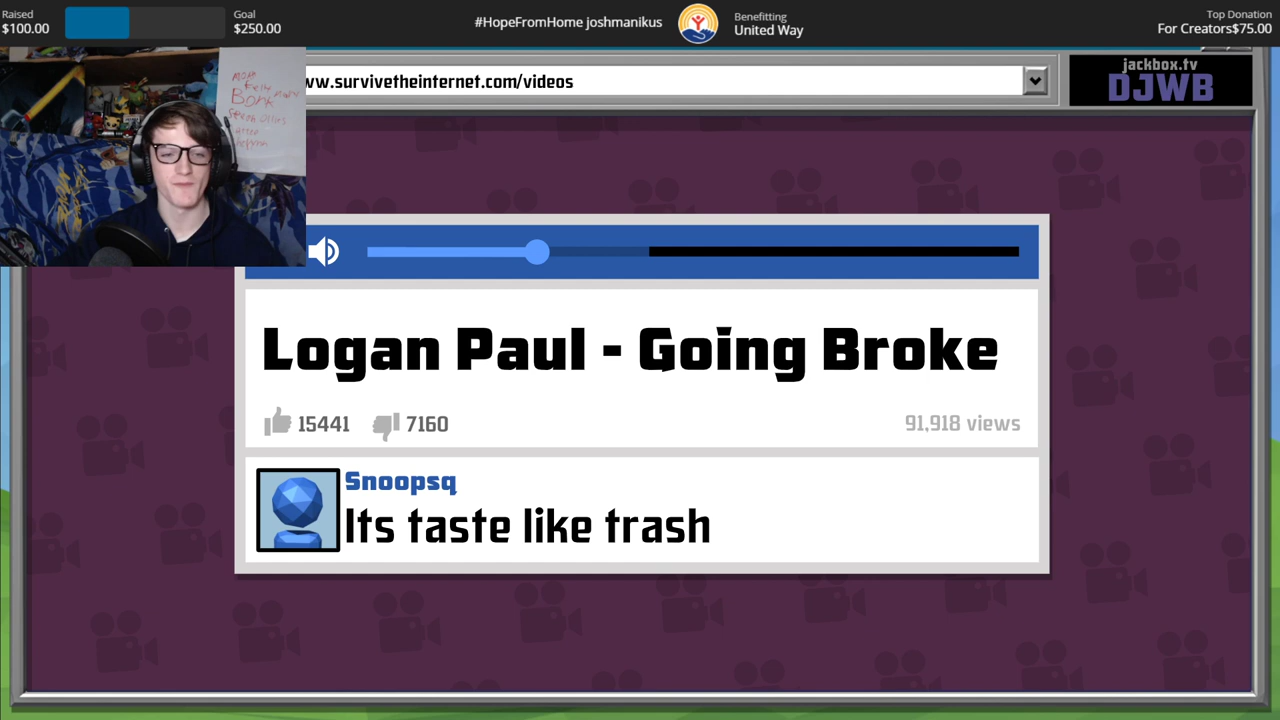 Raised
$100.00
Goal
$250.00
#HopeFromHome joshmanikus
Benefitting
United Way
Top Donation
For Creators$75.00
ww.survivetheinternet.com/videos
jackbox.tv
DJWB
Bork
Logan Paul - Going Broke
15441 7160 91,918 views
Snoopsq
Its taste like trash